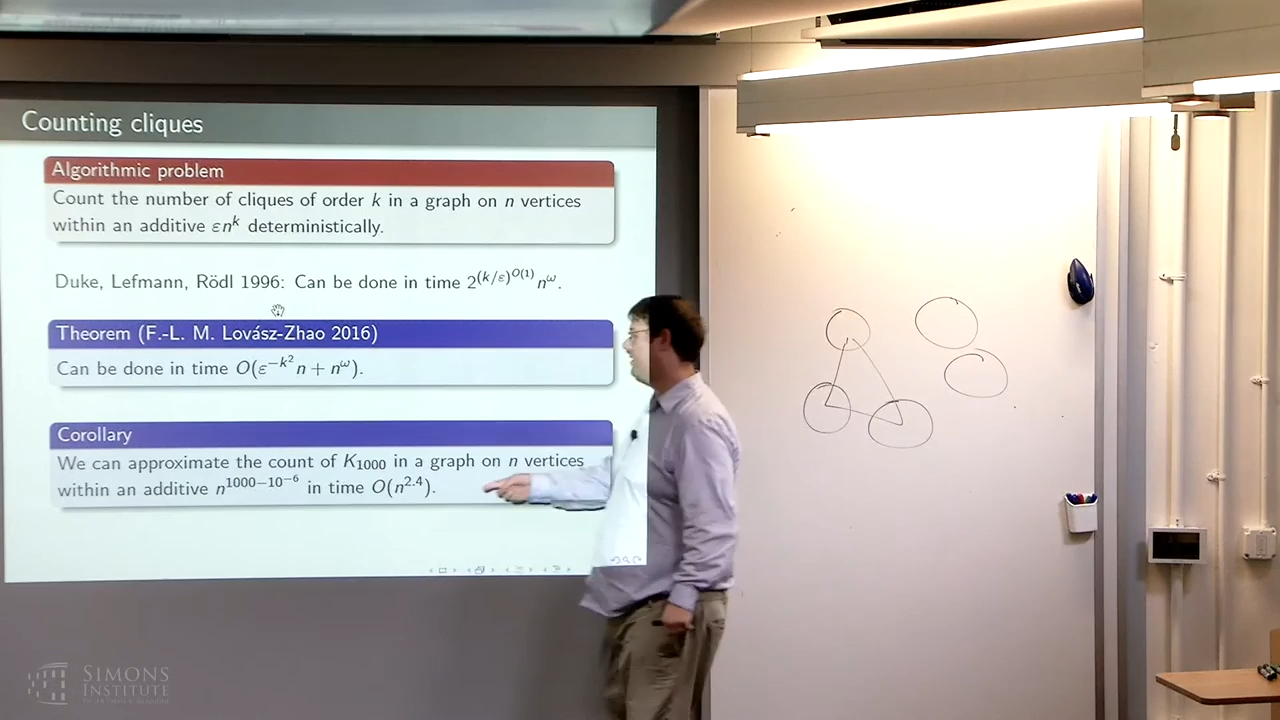 Counting cliques
Algorithmic problem
Count the number of cliques of order k in a graph on n vertices
within an additive εn^k deterministically.
Duke, Lefmann, Rödl 1996: Can be done in time 2^{(k/ε)^{O(1)}} n^ω.
Theorem (F.-L. M. Lovász-Zhao 2016)
Can be done in time O(ε^{-k^2} n + n^ω).
Corollary
We can approximate the count of K_{1000} in a graph on n vertices
within an additive n^{1000-10^{-6}} in time O(n^{2.4}).
SIMONS
INSTITUTE